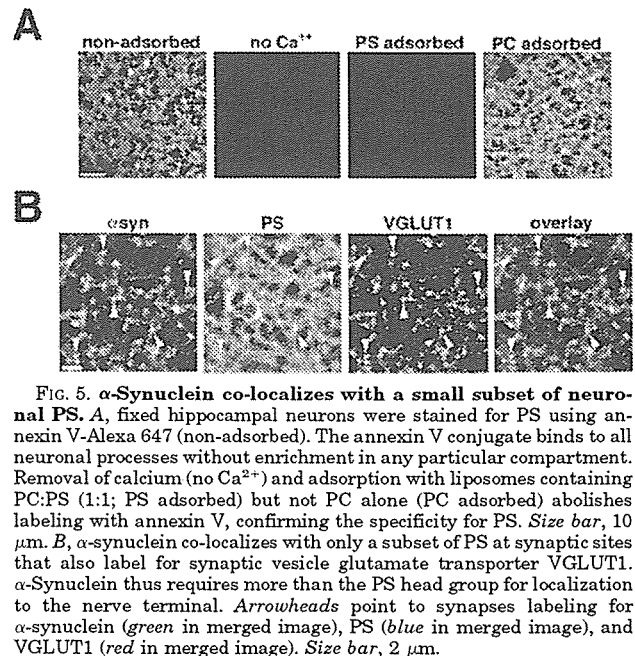 A
non-adsorbed no Ca⁺⁺ PS adsorbed PC adsorbed
B
αsyn PS VGLUT1 overlay
FIG. 5. α-Synuclein co-localizes with a small subset of neuro-
nal PS. A, fixed hippocampal neurons were stained for PS using an-
nexin V-Alexa 647 (non-adsorbed). The annexin V conjugate binds to all
neuronal processes without enrichment in any particular compartment.
Removal of calcium (no Ca²⁺) and adsorption with liposomes containing
PC:PS (1:1; PS adsorbed) but not PC alone (PC adsorbed) abolishes
labeling with annexin V, confirming the specificity for PS. Size bar, 10
μm. B, α-synuclein co-localizes with only a subset of PS at synaptic sites
that also label for synaptic vesicle glutamate transporter VGLUT1.
α-Synuclein thus requires more than the PS head group for localization
to the nerve terminal. Arrowheads point to synapses labeling for
α-synuclein (green in merged image), PS (blue in merged image), and
VGLUT1 (red in merged image). Size bar, 2 μm.